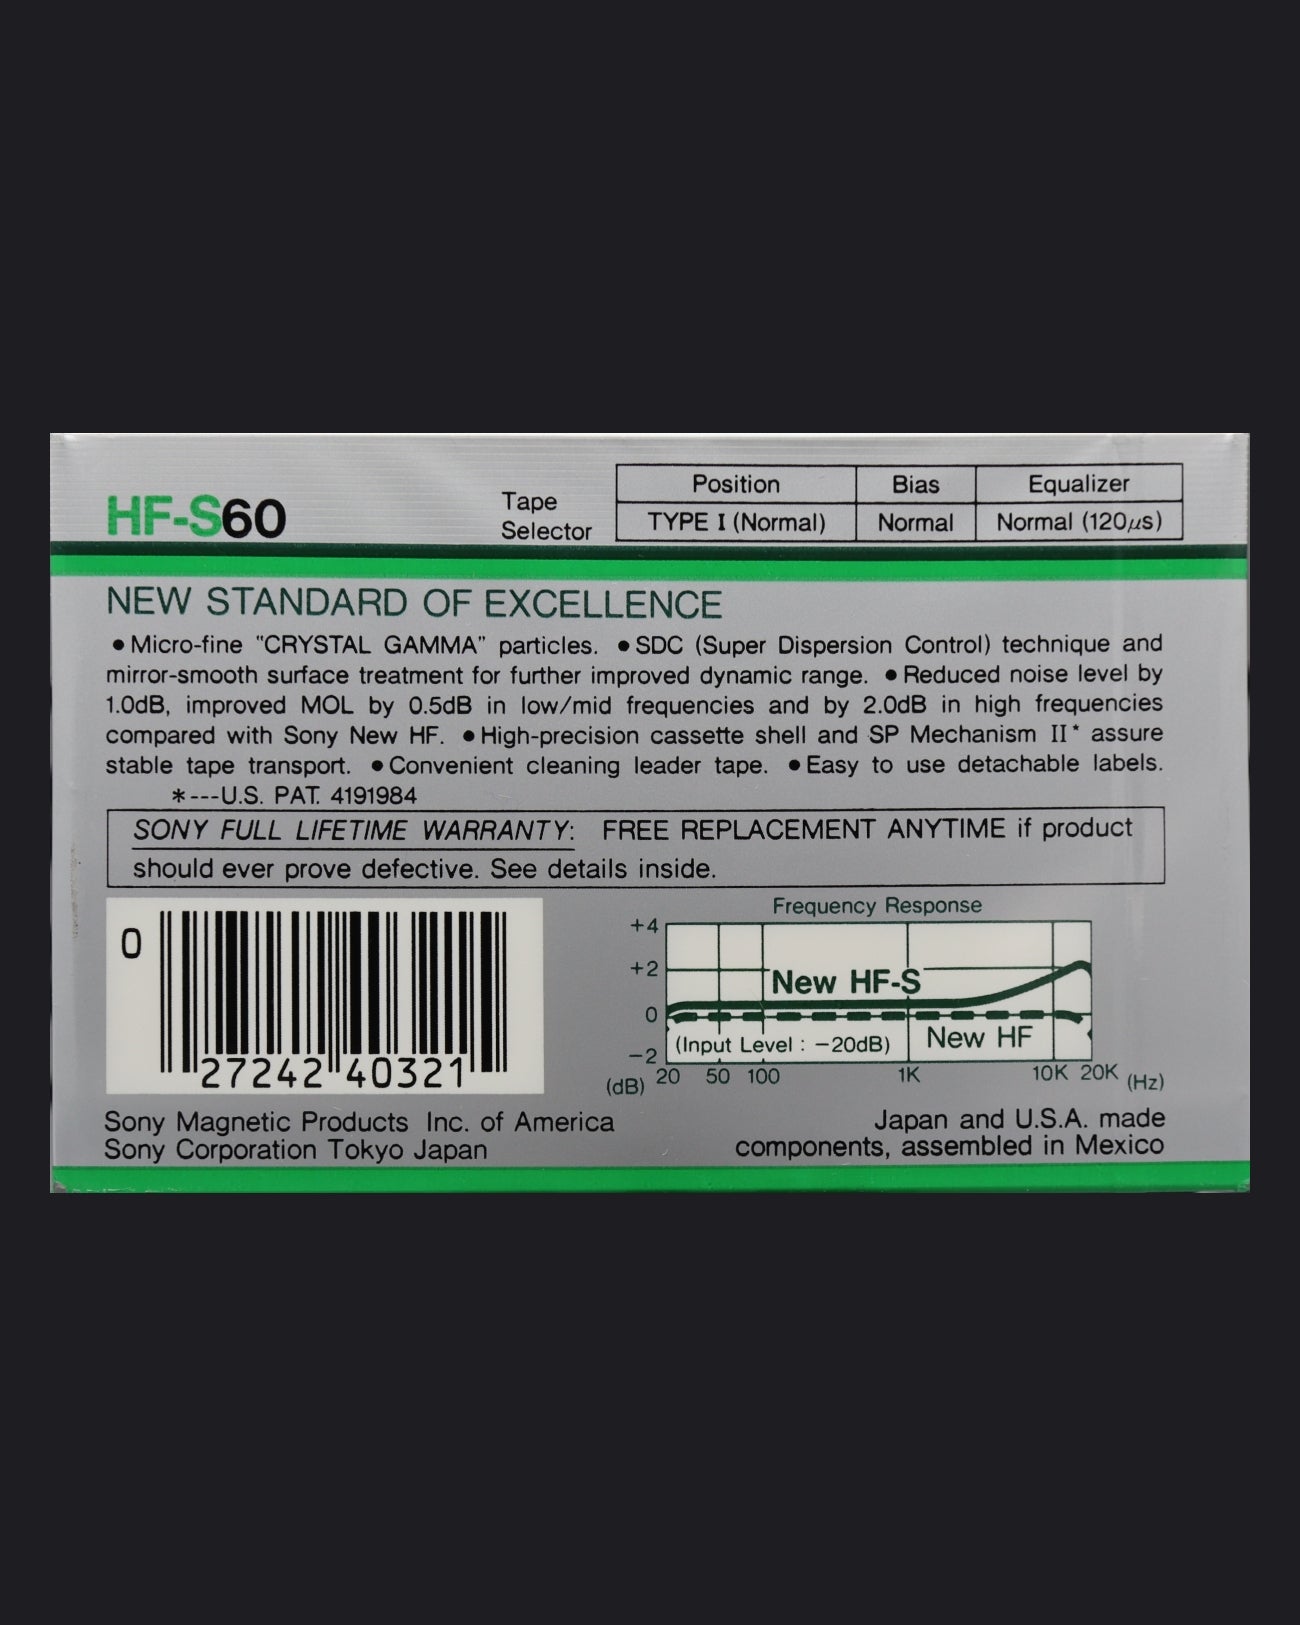 HF-S60
Tape
Selector
Position Bias Equalizer
TYPE I (Normal) Normal Normal (120μs)
NEW STANDARD OF EXCELLENCE
●Micro-fine "CRYSTAL GAMMA" particles. ●SDC (Super Dispersion Control) technique and
mirror-smooth surface treatment for further improved dynamic range. ●Reduced noise level by
1.0dB, improved MOL by 0.5dB in low/mid frequencies and by 2.0dB in high frequencies
compared with Sony New HF. ●High-precision cassette shell and SP Mechanism II* assure
stable tape transport. ●Convenient cleaning leader tape. ●Easy to use detachable labels.
*---U.S. PAT. 4191984
SONY FULL LIFETIME WARRANTY: FREE REPLACEMENT ANYTIME if product
should ever prove defective. See details inside.
0
27242 40321
Frequency Response
+4
+2
0
−2
(dB)
New HF-S
(Input Level : −20dB)
New HF
20 50 100 1K 10K 20K (Hz)
Sony Magnetic Products Inc. of America
Sony Corporation Tokyo Japan
Japan and U.S.A. made
components, assembled in Mexico